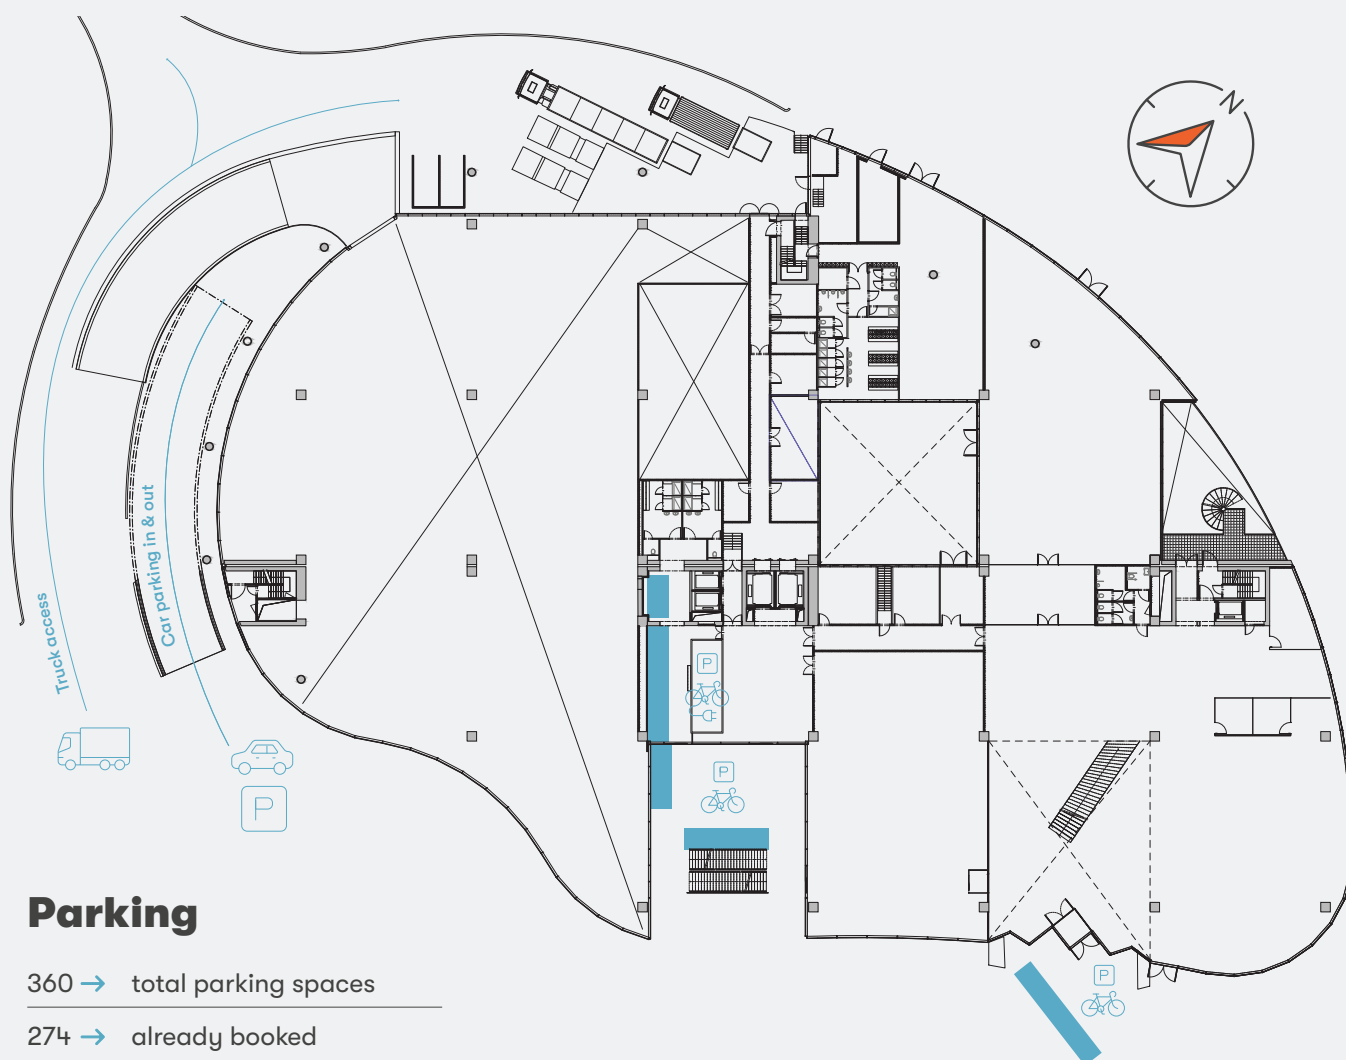 N
Truck access
Car parking in & out
P
P
P
P
Parking
360 → total parking spaces
274 → already booked